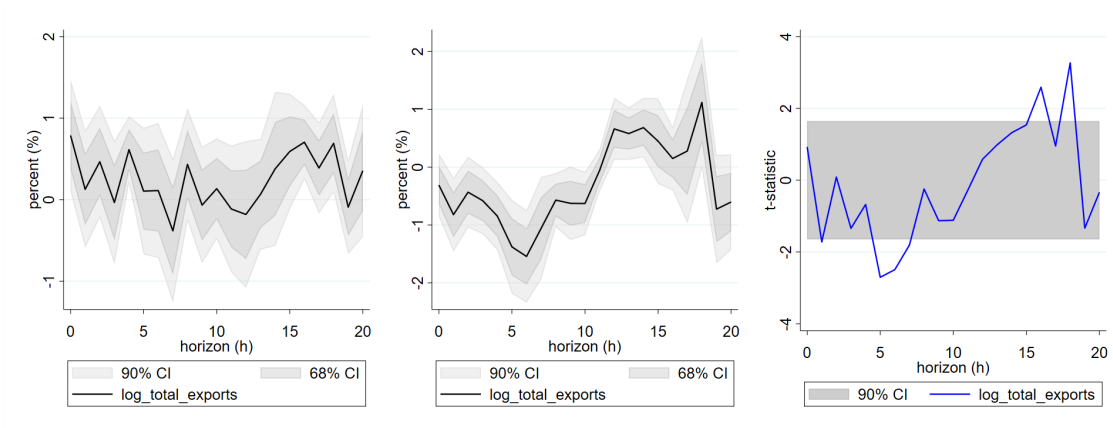 2
1
0
-1
percent (%)
0 5 10 15 20
horizon (h)
90% CI 68% CI
log_total_exports
2
1
0
-1
-2
percent (%)
0 5 10 15 20
horizon (h)
90% CI 68% CI
log_total_exports
4
2
0
-2
-4
t-statistic
0 5 10 15 20
horizon (h)
90% CI log_total_exports